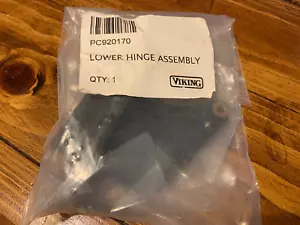 PC920170
LOWER HINGE ASSEMBLY
QTY: 1
VIKING